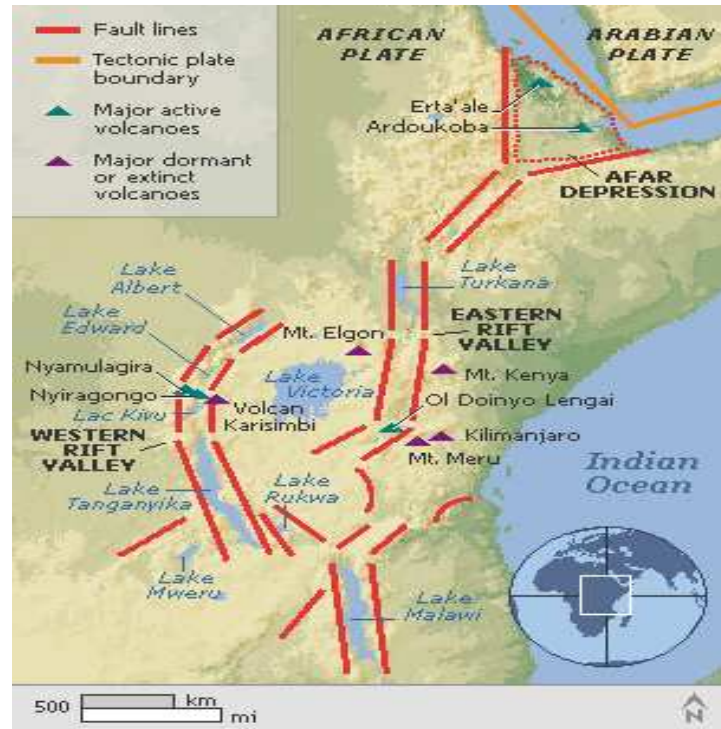 Fault lines
Tectonic plate
boundary
Major active
volcanoes
Major dormant
or extinct
volcanoes
AFRICAN
PLATE
ARABIAN
PLATE
Erta'ale
Ardoukoba
AFAR
DEPRESSION
Lake
Turkana
Lake
Albert
Lake
Edward
Mt. Elgon
EASTERN
RIFT
VALLEY
Nyamulagira
Nyiragongo
Lac Kivu
Volcan
Karisimbi
Lake
Victoria
Mt. Kenya
Ol Doinyo Lengai
Kilimanjaro
Mt. Meru
WESTERN
RIFT
VALLEY
Lake
Tanganyika
Lake
Rukwa
Indian
Ocean
Lake
Mweru
Lake
Malawi
500
km
mi
N